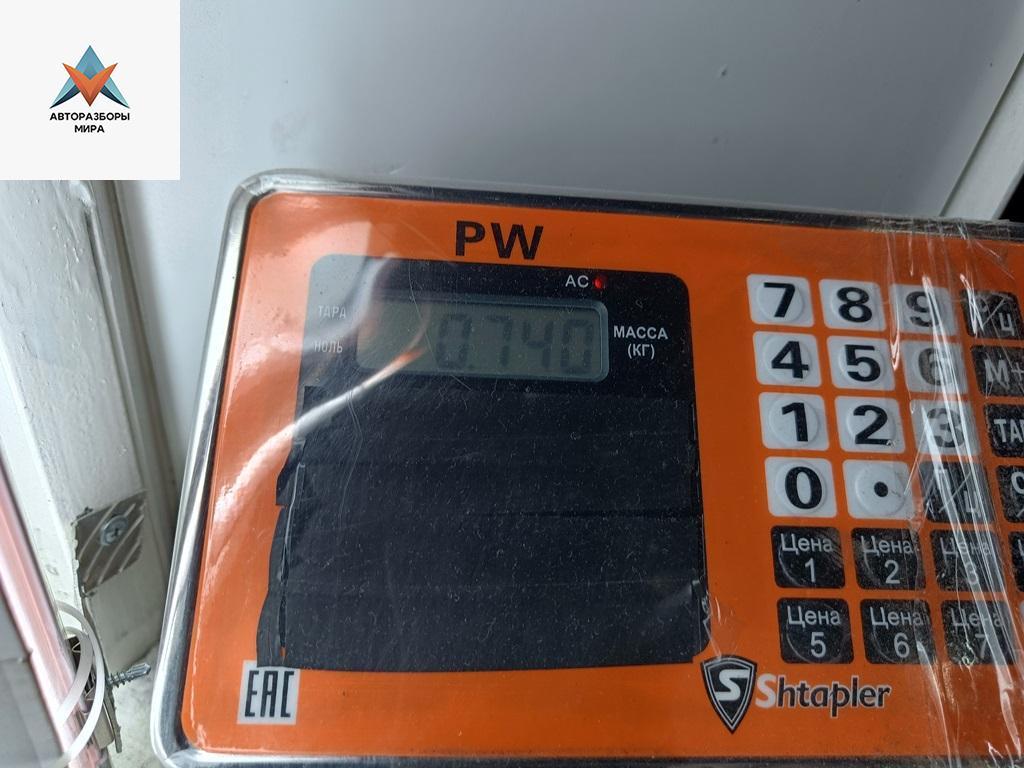 АВТОРАЗБОРЫ
МИРА
PW
AC
ТАРА
НОЛЬ
0.740
МАССА
(КГ)
7 8 9
4 5 6 М+
1 2 3
0 .
Цена 1
Цена 2
Цена 3
Цена 5
Цена 6
Цена 7
EAC
S Shtapler